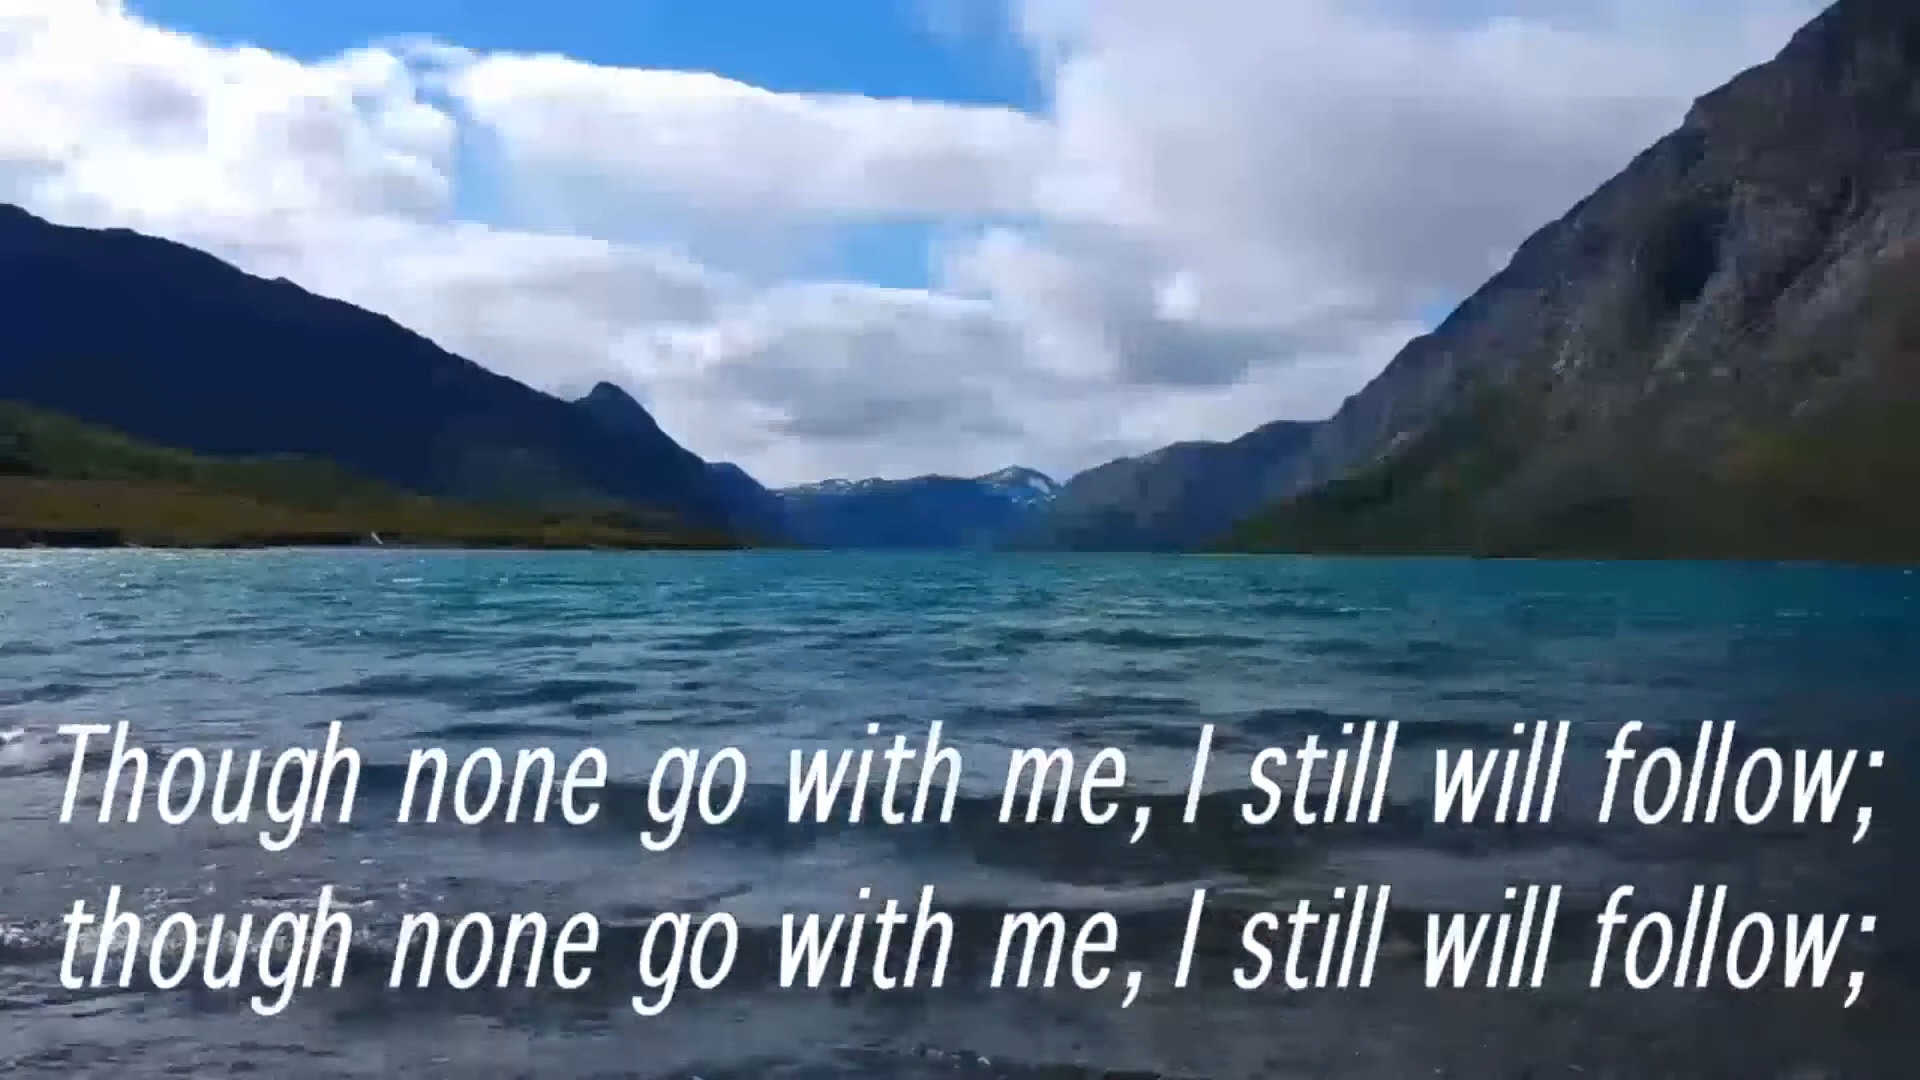 Though none go with me, I still will follow;
though none go with me, I still will follow;